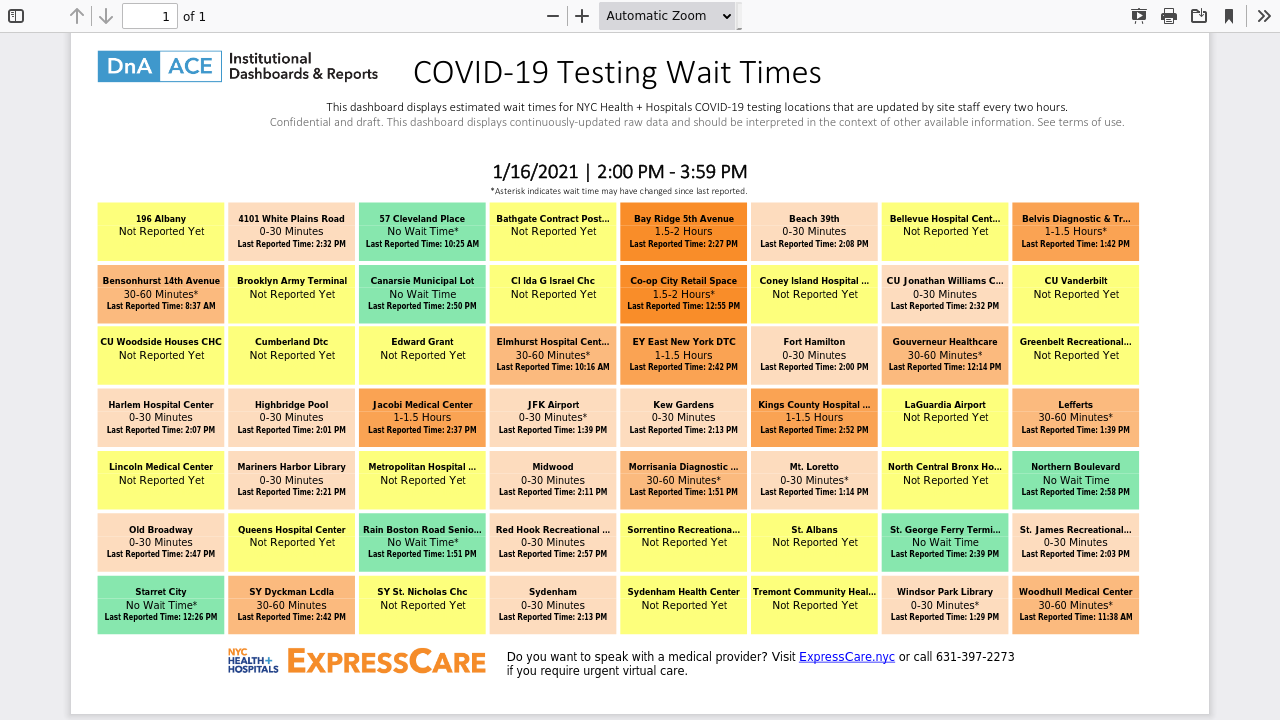 1 of 1 Automatic Zoom
DnA ACE Institutional Dashboards & Reports
COVID-19 Testing Wait Times
This dashboard displays estimated wait times for NYC Health + Hospitals COVID-19 testing locations that are updated by site staff every two hours.
Confidential and draft. This dashboard displays continuously-updated raw data and should be interpreted in the context of other available information. See terms of use.
1/16/2021 | 2:00 PM - 3:59 PM
*Asterisk indicates wait time may have changed since last reported.
196 Albany
Not Reported Yet
4101 White Plains Road
0-30 Minutes
Last Reported Time: 2:32 PM
57 Cleveland Place
No Wait Time*
Last Reported Time: 10:25 AM
Bathgate Contract Post...
Not Reported Yet
Bay Ridge 5th Avenue
1.5-2 Hours
Last Reported Time: 2:27 PM
Beach 39th
0-30 Minutes
Last Reported Time: 2:08 PM
Bellevue Hospital Cent...
Not Reported Yet
Belvis Diagnostic & Tr...
1-1.5 Hours*
Last Reported Time: 1:42 PM
Bensonhurst 14th Avenue
30-60 Minutes*
Last Reported Time: 8:37 AM
Brooklyn Army Terminal
Not Reported Yet
Canarsie Municipal Lot
No Wait Time
Last Reported Time: 2:50 PM
CI Ida G Israel Chc
Not Reported Yet
Co-op City Retail Space
1.5-2 Hours*
Last Reported Time: 12:55 PM
Coney Island Hospital ...
Not Reported Yet
CU Jonathan Williams C...
0-30 Minutes
Last Reported Time: 2:32 PM
CU Vanderbilt
Not Reported Yet
CU Woodside Houses CHC
Not Reported Yet
Cumberland Dtc
Not Reported Yet
Edward Grant
Not Reported Yet
Elmhurst Hospital Cent...
30-60 Minutes*
Last Reported Time: 10:16 AM
EY East New York DTC
1-1.5 Hours
Last Reported Time: 2:42 PM
Fort Hamilton
0-30 Minutes
Last Reported Time: 2:00 PM
Gouverneur Healthcare
30-60 Minutes*
Last Reported Time: 12:14 PM
Greenbelt Recreational...
Not Reported Yet
Harlem Hospital Center
0-30 Minutes
Last Reported Time: 2:07 PM
Highbridge Pool
0-30 Minutes
Last Reported Time: 2:01 PM
Jacobi Medical Center
1-1.5 Hours
Last Reported Time: 2:37 PM
JFK Airport
0-30 Minutes*
Last Reported Time: 1:39 PM
Kew Gardens
0-30 Minutes
Last Reported Time: 2:13 PM
Kings County Hospital ...
1-1.5 Hours
Last Reported Time: 2:52 PM
LaGuardia Airport
Not Reported Yet
Lefferts
30-60 Minutes*
Last Reported Time: 1:39 PM
Lincoln Medical Center
Not Reported Yet
Mariners Harbor Library
0-30 Minutes
Last Reported Time: 2:21 PM
Metropolitan Hospital ...
Not Reported Yet
Midwood
0-30 Minutes
Last Reported Time: 2:11 PM
Morrisania Diagnostic ...
30-60 Minutes*
Last Reported Time: 1:51 PM
Mt. Loretto
0-30 Minutes*
Last Reported Time: 1:14 PM
North Central Bronx Ho...
Not Reported Yet
Northern Boulevard
No Wait Time
Last Reported Time: 2:58 PM
Old Broadway
0-30 Minutes
Last Reported Time: 2:47 PM
Queens Hospital Center
Not Reported Yet
Rain Boston Road Senio...
No Wait Time*
Last Reported Time: 1:51 PM
Red Hook Recreational ...
0-30 Minutes
Last Reported Time: 2:57 PM
Sorrentino Recreationa...
Not Reported Yet
St. Albans
Not Reported Yet
St. George Ferry Termi...
No Wait Time
Last Reported Time: 2:39 PM
St. James Recreational...
0-30 Minutes
Last Reported Time: 2:03 PM
Starret City
No Wait Time*
Last Reported Time: 12:26 PM
SY Dyckman Lcdla
30-60 Minutes
Last Reported Time: 2:42 PM
SY St. Nicholas Chc
Not Reported Yet
Sydenham
0-30 Minutes
Last Reported Time: 2:13 PM
Sydenham Health Center
Not Reported Yet
Tremont Community Heal...
Not Reported Yet
Windsor Park Library
0-30 Minutes*
Last Reported Time: 1:29 PM
Woodhull Medical Center
30-60 Minutes*
Last Reported Time: 11:38 AM
NYC
HEALTH+
HOSPITALS
EXPRESSCARE
Do you want to speak with a medical provider? Visit ExpressCare.nyc or call 631-397-2273
if you require urgent virtual care.